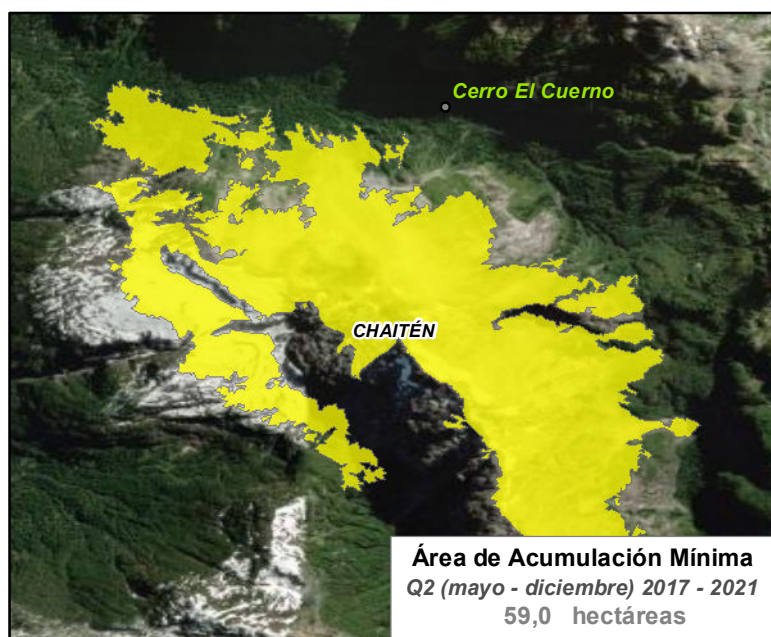 Cerro El Cuerno
CHAITÉN
Área de Acumulación Mínima
Q2 (mayo - diciembre) 2017 - 2021
59,0 hectáreas